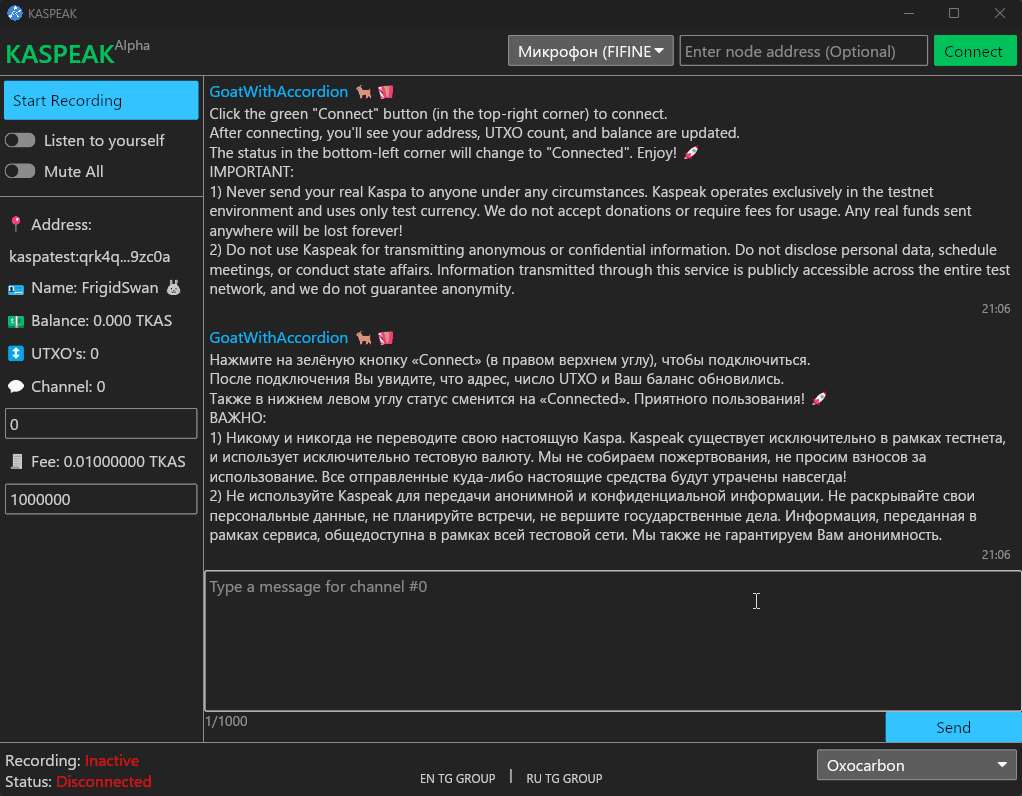 KASPEAK
KASPEAK Alpha
Микрофон (FIFINE
Enter node address (Optional)
Connect
Start Recording
Listen to yourself
Mute All
Address:
kaspatest:qrk4q...9zc0a
Name: FrigidSwan
Balance: 0.000 TKAS
UTXO's: 0
Channel: 0
0
Fee: 0.01000000 TKAS
1000000
GoatWithAccordion
Click the green "Connect" button (in the top-right corner) to connect.
After connecting, you'll see your address, UTXO count, and balance are updated.
The status in the bottom-left corner will change to "Connected". Enjoy! 🚀
IMPORTANT:
1) Never send your real Kaspa to anyone under any circumstances. Kaspeak operates exclusively in the testnet
environment and uses only test currency. We do not accept donations or require fees for usage. Any real funds sent
anywhere will be lost forever!
2) Do not use Kaspeak for transmitting anonymous or confidential information. Do not disclose personal data, schedule
meetings, or conduct state affairs. Information transmitted through this service is publicly accessible across the entire test
network, and we do not guarantee anonymity.
21:06
GoatWithAccordion
Нажмите на зелёную кнопку «Connect» (в правом верхнем углу), чтобы подключиться.
После подключения Вы увидите, что адрес, число UTXO и Ваш баланс обновились.
Также в нижнем левом углу статус сменится на «Connected». Приятного пользования! 🚀
ВАЖНО:
1) Никому и никогда не переводите свою настоящую Kaspa. Kaspeak существует исключительно в рамках тестнета,
и использует исключительно тестовую валюту. Мы не собираем пожертвования, не просим взносов за
использование. Все отправленные куда-либо настоящие средства будут утрачены навсегда!
2) Не используйте Kaspeak для передачи анонимной и конфиденциальной информации. Не раскрывайте свои
персональные данные, не планируйте встречи, не вершите государственные дела. Информация, переданная в
рамках сервиса, общедоступна в рамках всей тестовой сети. Мы также не гарантируем Вам анонимность.
21:06
Type a message for channel #0
1/1000
Send
Recording: Inactive
Status: Disconnected
EN TG GROUP | RU TG GROUP
Oxocarbon